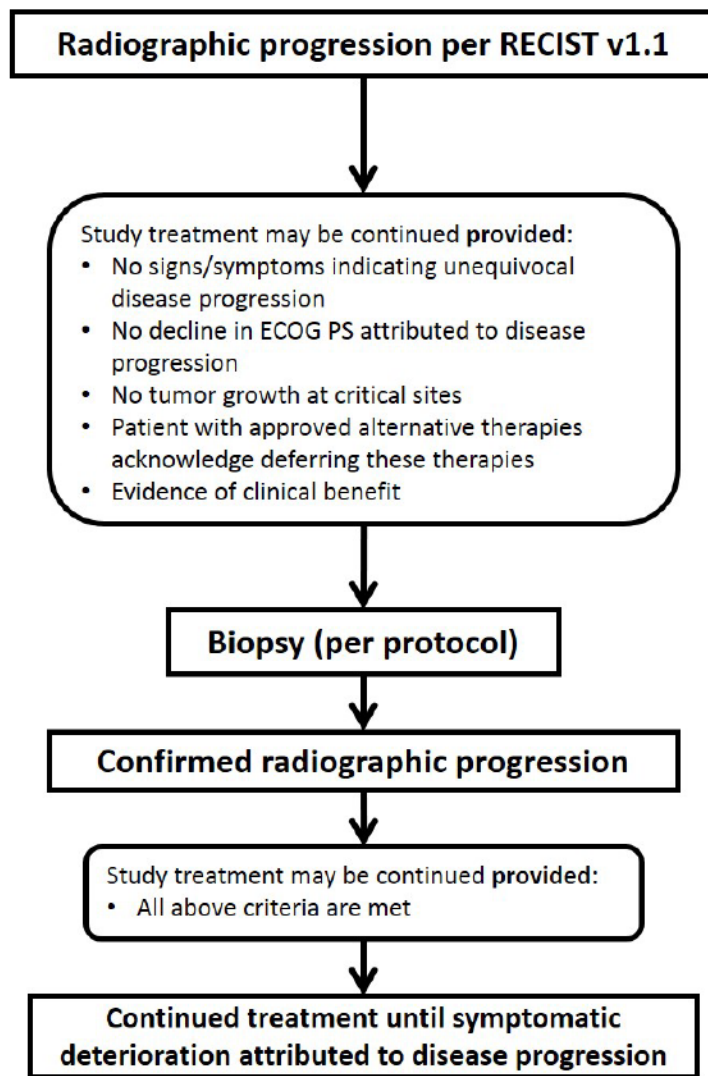 Radiographic progression per RECIST v1.1
Study treatment may be continued provided:
• No signs/symptoms indicating unequivocal
disease progression
• No decline in ECOG PS attributed to disease
progression
• No tumor growth at critical sites
• Patient with approved alternative therapies
acknowledge deferring these therapies
• Evidence of clinical benefit
Biopsy (per protocol)
Confirmed radiographic progression
Study treatment may be continued provided:
• All above criteria are met
Continued treatment until symptomatic
deterioration attributed to disease progression